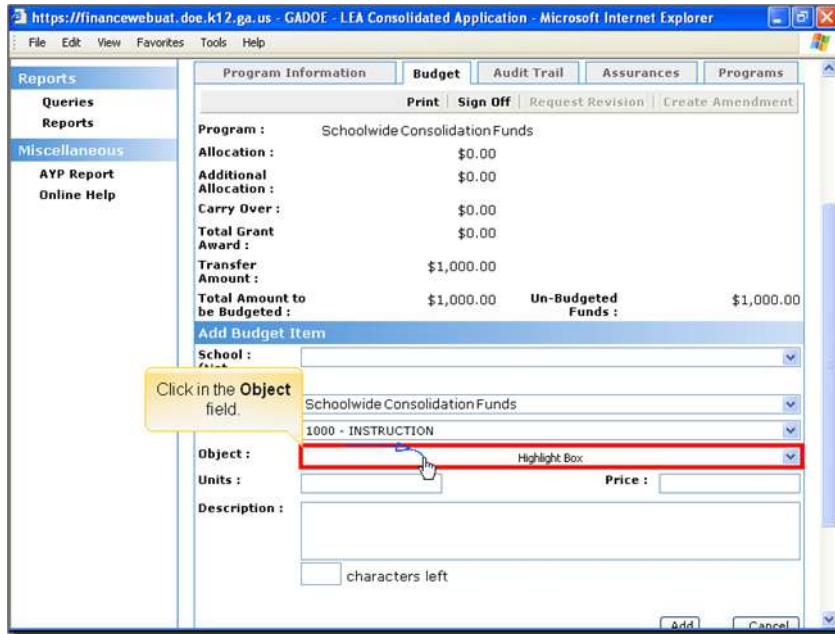 https://financewebuat.doe.k12.ga.us - GADOE - LEA Consolidated Application - Microsoft Internet Explorer
File Edit View Favorites Tools Help
Reports
Queries
Reports
Miscellaneous
AYP Report
Online Help
Program Information Budget Audit Trail Assurances Programs
Print Sign Off Request Revision Create Amendment
Program : Schoolwide Consolidation Funds
Allocation : $0.00
Additional $0.00
Allocation :
Carry Over : $0.00
Total Grant $0.00
Award :
Transfer $1,000.00
Amount :
Total Amount to $1,000.00 Un-Budgeted $1,000.00
be Budgeted : Funds :
Add Budget Item
School :
(Not
Click in the Object
field.
Schoolwide Consolidation Funds
1000 - INSTRUCTION
Object : Highlight Box
Units : Price :
Description :
characters left
Add Cancel